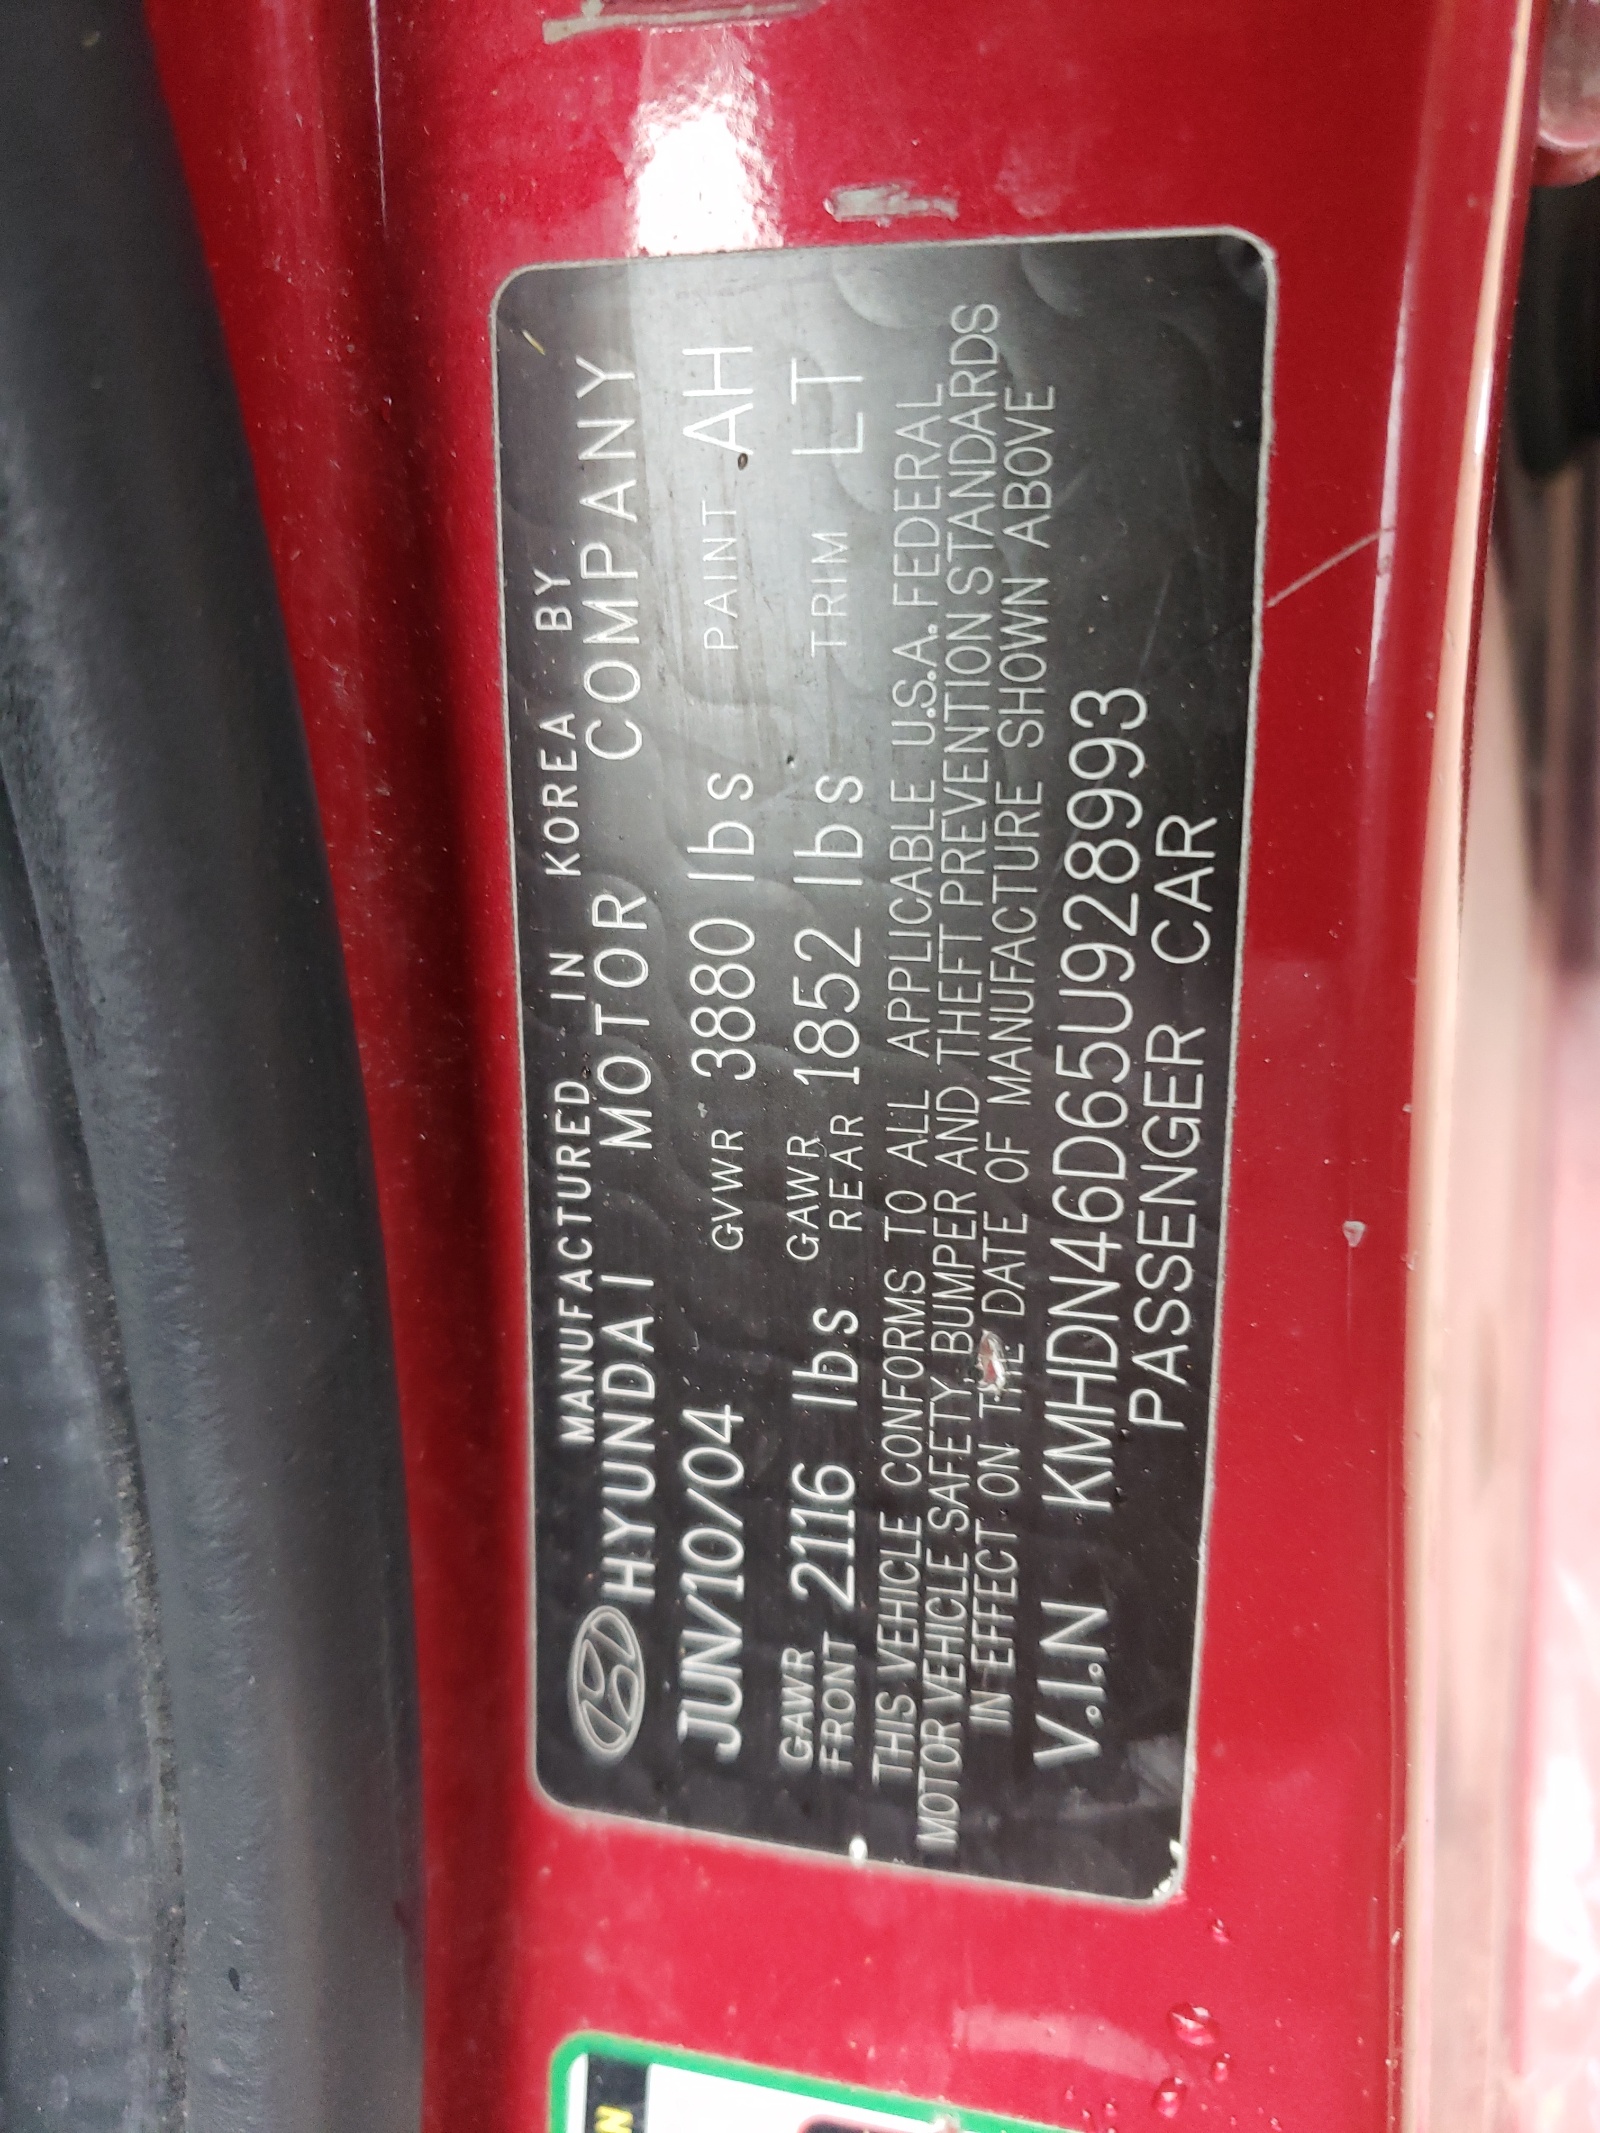 MANUFACTURED IN KOREA BY
HYUNDAI MOTOR COMPANY
JUN/10/04 GVWR 3880 lbs PAINT AH
GAWR FRONT 2116 lbs GAWR REAR 1852 lbs TRIM LT
THIS VEHICLE CONFORMS TO ALL APPLICABLE U.S.A. FEDERAL
MOTOR VEHICLE SAFETY, BUMPER AND THEFT PREVENTION STANDARDS
IN EFFECT ON THE DATE OF MANUFACTURE SHOWN ABOVE
V.I.N KMHDN46D65U928993
PASSENGER CAR